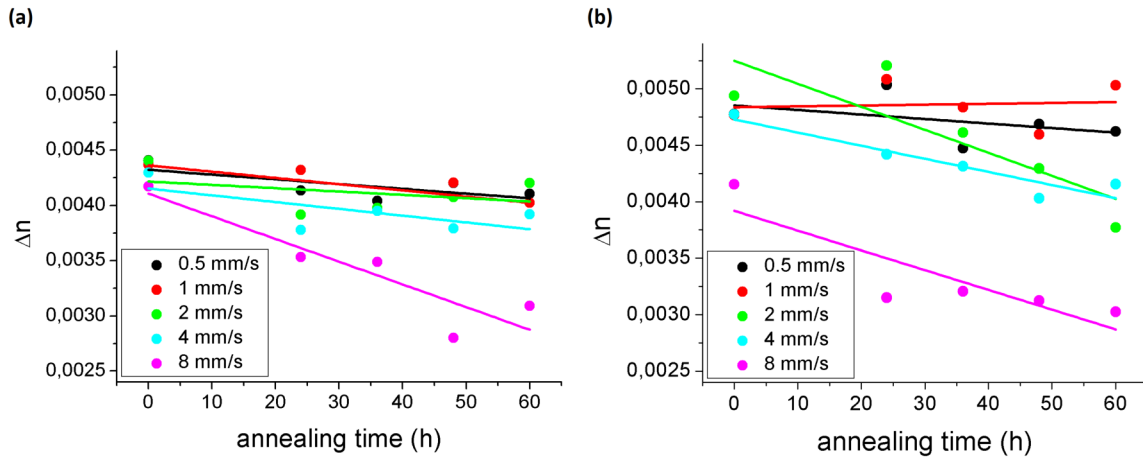 (a)
0,0050
0,0045
0,0040
0,0035
0,0030
0,0025
Δn
0.5 mm/s
1 mm/s
2 mm/s
4 mm/s
8 mm/s
0 10 20 30 40 50 60
annealing time (h)
(b)
0,0050
0,0045
0,0040
0,0035
0,0030
0,0025
Δn
0.5 mm/s
1 mm/s
2 mm/s
4 mm/s
8 mm/s
0 10 20 30 40 50 60
annealing time (h)